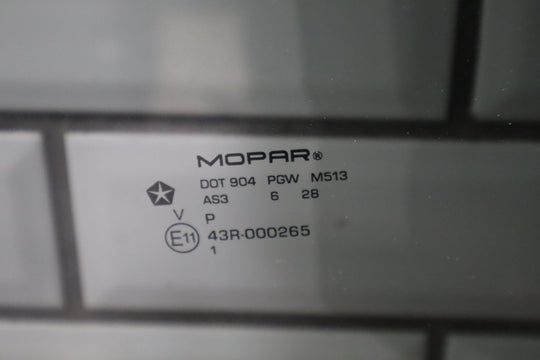 MOPAR®
DOT 904 PGW M513
AS3 6 28
V P
E11 43R-000265
1